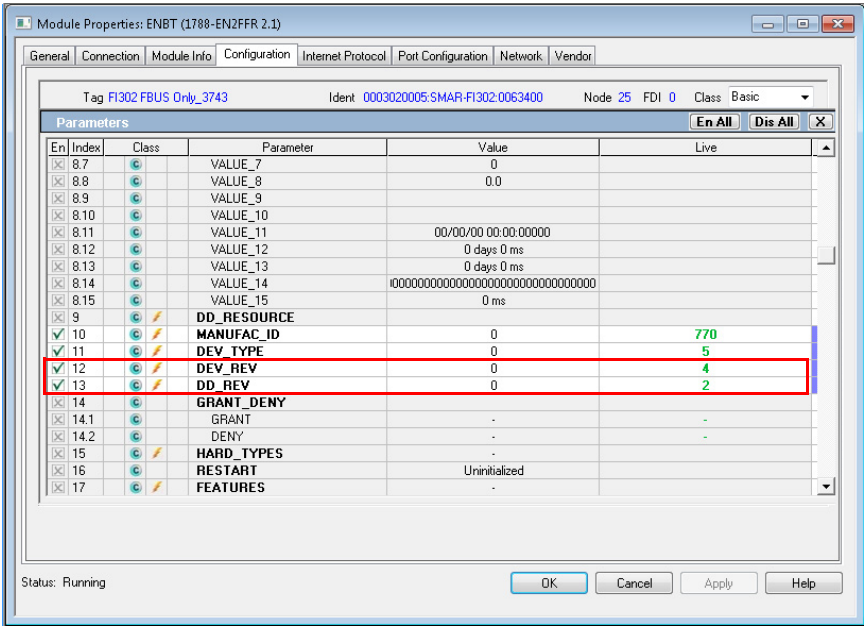 Module Properties: ENBT (1788-EN2FFR 2.1)
General Connection Module Info Configuration Internet Protocol Port Configuration Network Vendor
Tag FI302 FBUS Only_3743 Ident 0003020005:SMAR-FI302:0063400 Node 25 FDI 0 Class Basic
Parameters En All Dis All X
En Index Class Parameter Value Live
8.7 C VALUE_7 0
8.8 C VALUE_8 0.0
8.9 C VALUE_9
8.10 C VALUE_10
8.11 C VALUE_11 00/00/00 00:00:00000
8.12 C VALUE_12 0 days 0 ms
8.13 C VALUE_13 0 days 0 ms
8.14 C VALUE_14
8.15 C VALUE_15 0 ms
9 C DD_RESOURCE
10 C MANUFAC_ID 0 770
11 C DEV_TYPE 0 5
12 C DEV_REV 0 4
13 C DD_REV 0 2
14 C GRANT_DENY
14.1 C GRANT - -
14.2 C DENY - -
15 C HARD_TYPES -
16 C RESTART Uninitialized
17 C FEATURES -
Status: Running OK Cancel Apply Help